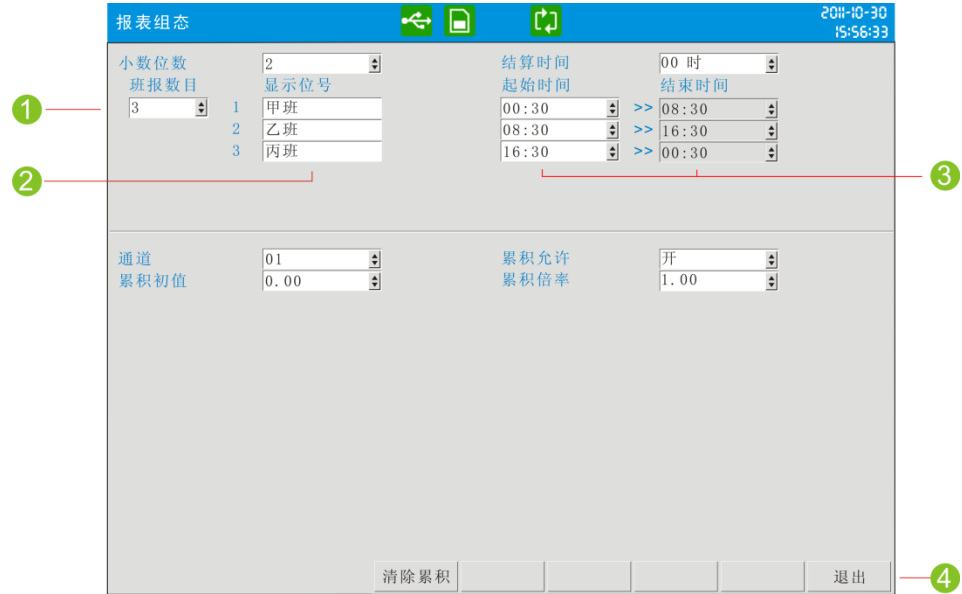 报表组态
2011-10-30
15:56:33
小数位数 2 结算时间 00 时
班报数目 显示位号 起始时间 结束时间
1 3 1 甲班 00:30 >> 08:30
2 乙班 08:30 >> 16:30
3 丙班 16:30 >> 00:30
2 3
通道 01 累积允许 开
累积初值 0.00 累积倍率 1.00
清除累积 退出 4